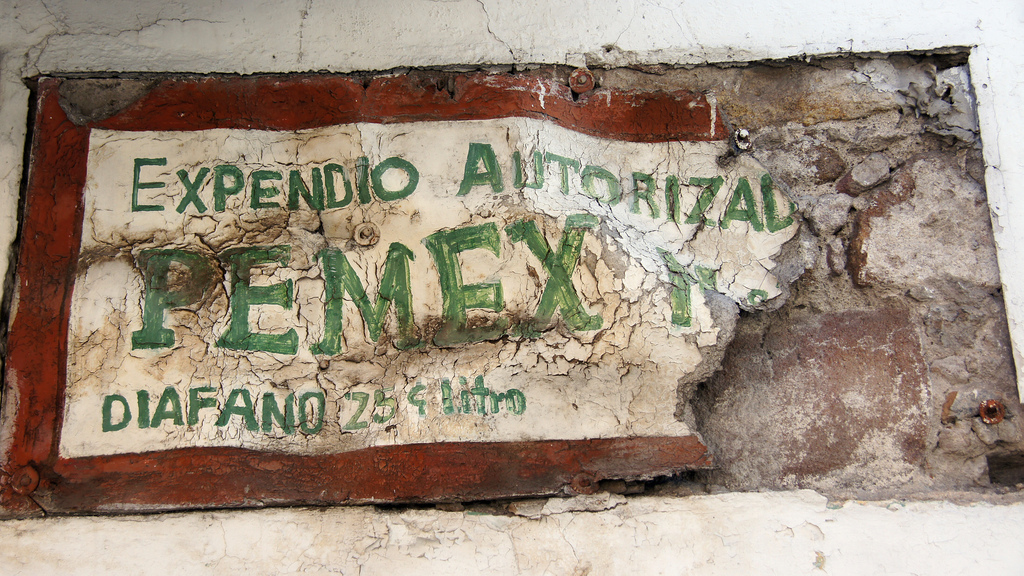 EXPENDIO AUTORIZAD
PEMEX N.o
DIAFANO 25 ¢ litro